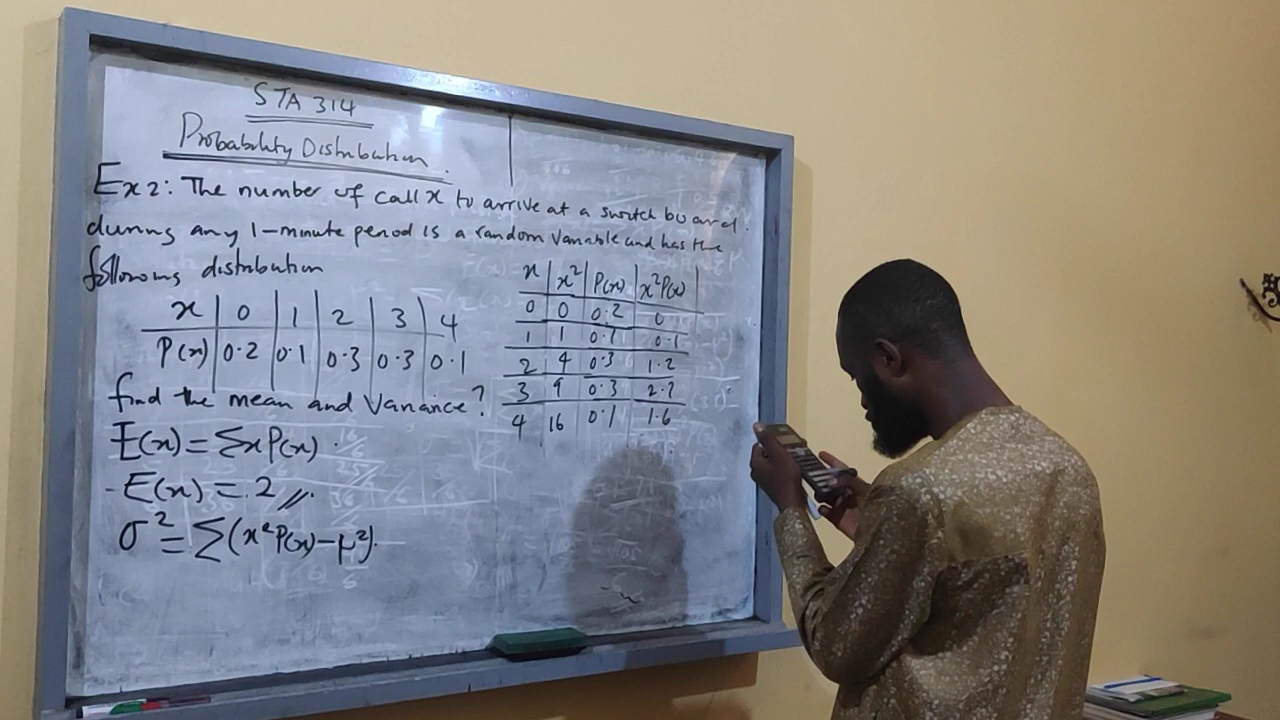 STA 314
Probability Distribution.
Ex 2: The number of call x to arrive at a switch board.
during any 1-minute period is a random variable and has the
following distribution
x | 0 | 1 | 2 | 3 | 4
P(x) | 0.2 | 0.1 | 0.3 | 0.3 | 0.1
find the mean and variance?
E(x) = ΣxP(x).
E(x) = 2 //.
σ² = Σ(x²P(x) - μ²).
x | x² | P(x) | x²P(x)
0 | 0 | 0.2 | 0
1 | 1 | 0.1 | 0.1
2 | 4 | 0.3 | 1.2
3 | 9 | 0.3 | 2.7
4 | 16 | 0.1 | 1.6